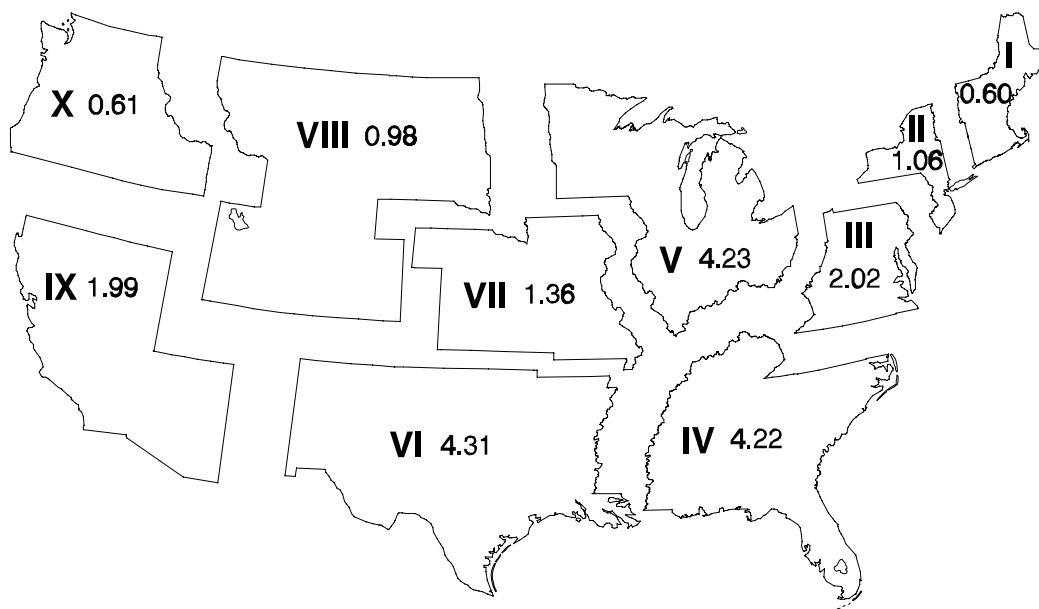 I
0.60
X 0.61
VIII 0.98
II
1.06
III
2.02
V 4.23
IX 1.99
VII 1.36
VI 4.31
IV 4.22